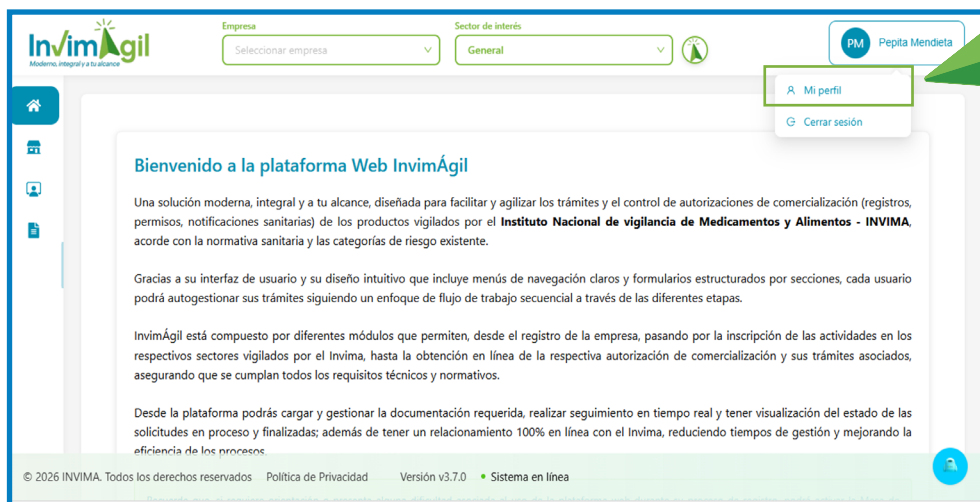 InvimÁgil
Moderno, integral y a tu alcance
Empresa
Seleccionar empresa
Sector de interés
General
PM
Pepita Mendieta
Mi perfil
Cerrar sesión
Bienvenido a la plataforma Web InvimÁgil
Una solución moderna, integral y a tu alcance, diseñada para facilitar y agilizar los trámites y el control de autorizaciones de comercialización (registros,
permisos, notificaciones sanitarias) de los productos vigilados por el Instituto Nacional de vigilancia de Medicamentos y Alimentos - INVIMA,
acorde con la normativa sanitaria y las categorías de riesgo existente.
Gracias a su interfaz de usuario y su diseño intuitivo que incluye menús de navegación claros y formularios estructurados por secciones, cada usuario
podrá autogestionar sus trámites siguiendo un enfoque de flujo de trabajo secuencial a través de las diferentes etapas.
InvimÁgil está compuesto por diferentes módulos que permiten, desde el registro de la empresa, pasando por la inscripción de las actividades en los
respectivos sectores vigilados por el Invima, hasta la obtención en línea de la respectiva autorización de comercialización y sus trámites asociados,
asegurando que se cumplan todos los requisitos técnicos y normativos.
Desde la plataforma podrás cargar y gestionar la documentación requerida, realizar seguimiento en tiempo real y tener visualización del estado de las
solicitudes en proceso y finalizadas; además de tener un relacionamiento 100% en línea con el Invima, reduciendo tiempos de gestión y mejorando la
eficiencia de los procesos.
© 2026 INVIMA. Todos los derechos reservados Política de Privacidad Versión v3.7.0 • Sistema en línea